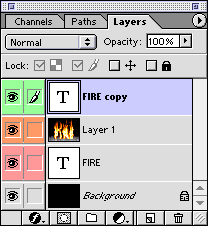 Channels Paths Layers
Normal Opacity: 100%
Lock:
T FIRE copy
Layer 1
T FIRE
Background